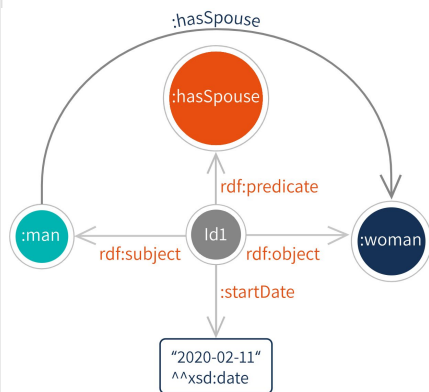 :hasSpouse
:hasSpouse
rdf:predicate
:man
Id1
:woman
rdf:subject
rdf:object
:startDate
“2020-02-11“
^^xsd:date